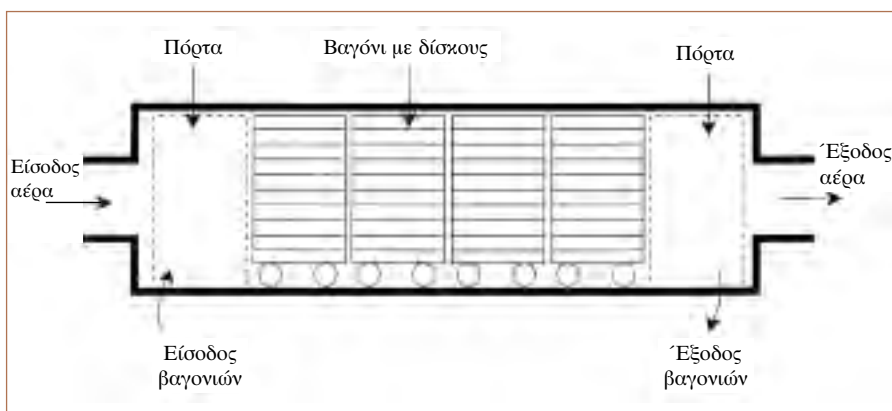 Πόρτα
Βαγόνι με δίσκους
Πόρτα
Είσοδος
αέρα
Έξοδος
αέρα
Είσοδος
βαγονιών
Έξοδος
βαγονιών